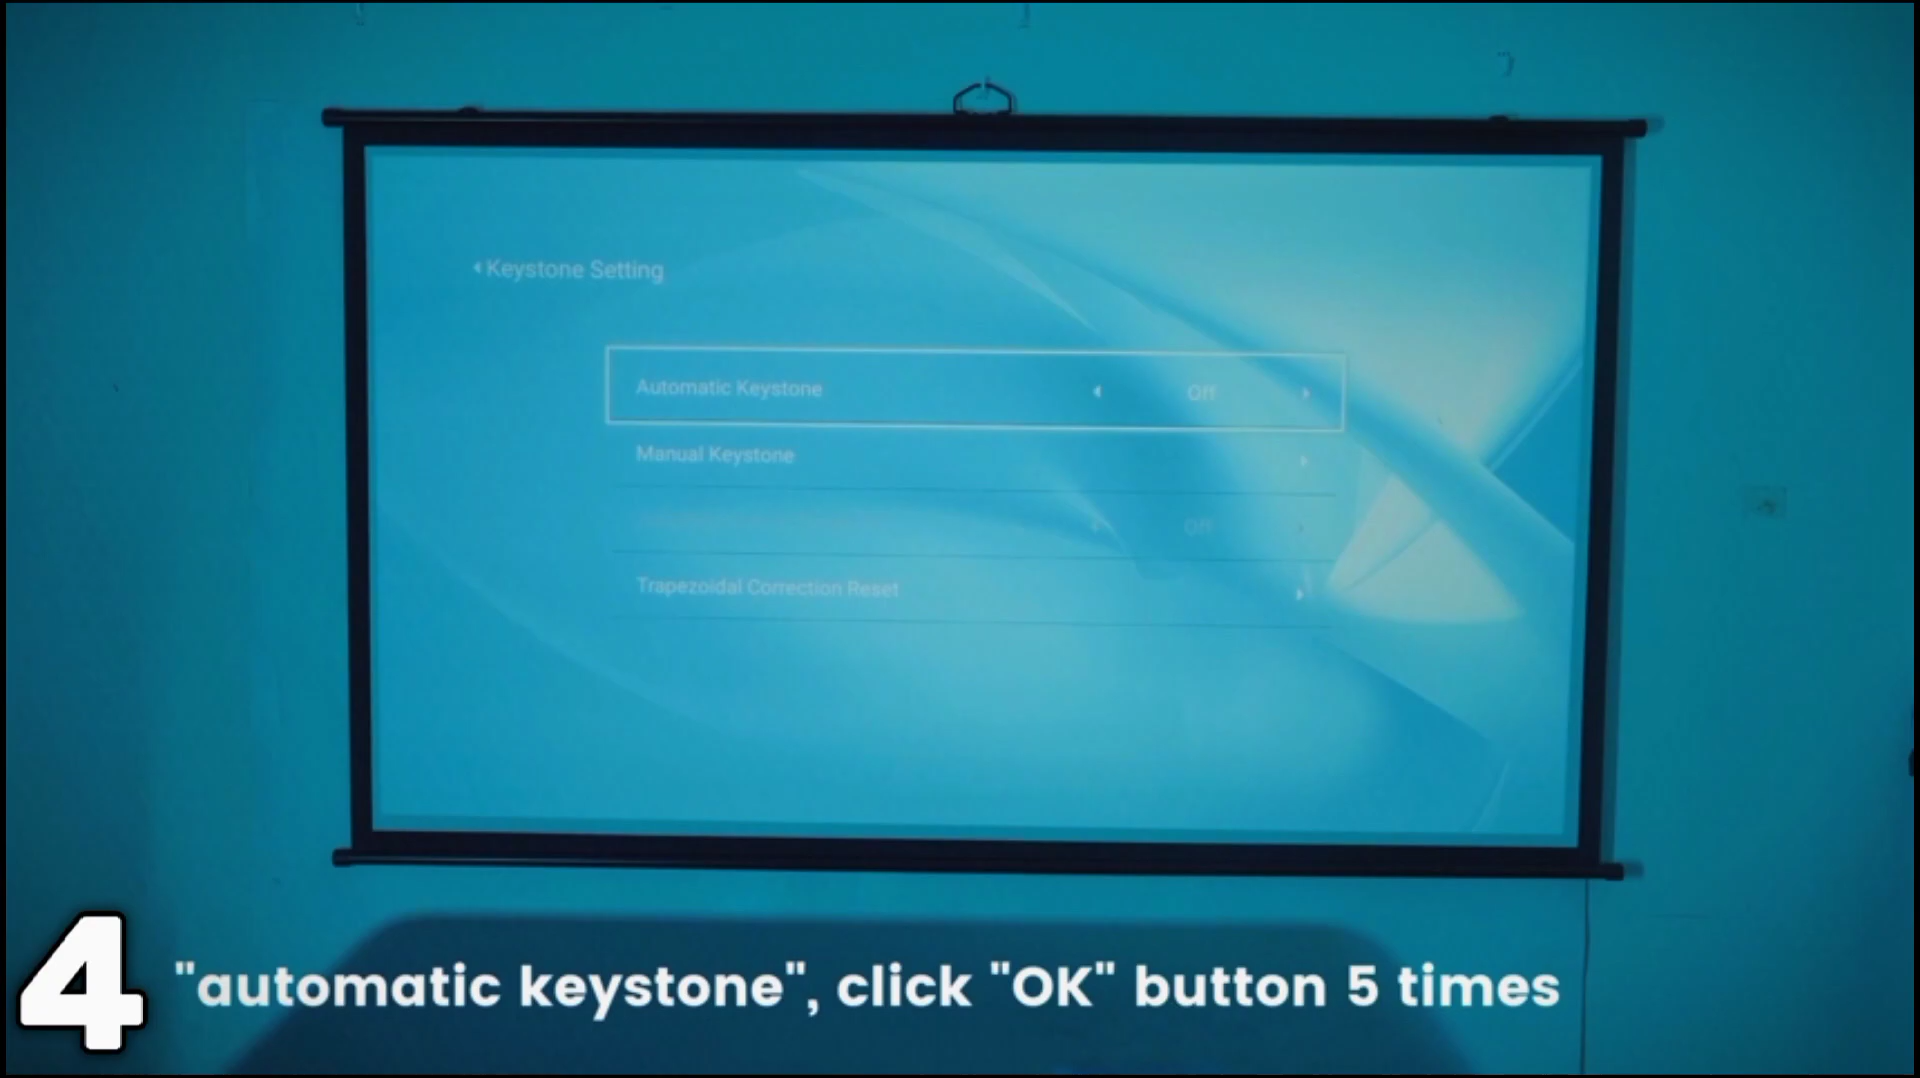 Keystone Setting
Automatic Keystone Off
Manual Keystone
Off
Trapezoidal Correction Reset
4 "automatic keystone", click "OK" button 5 times